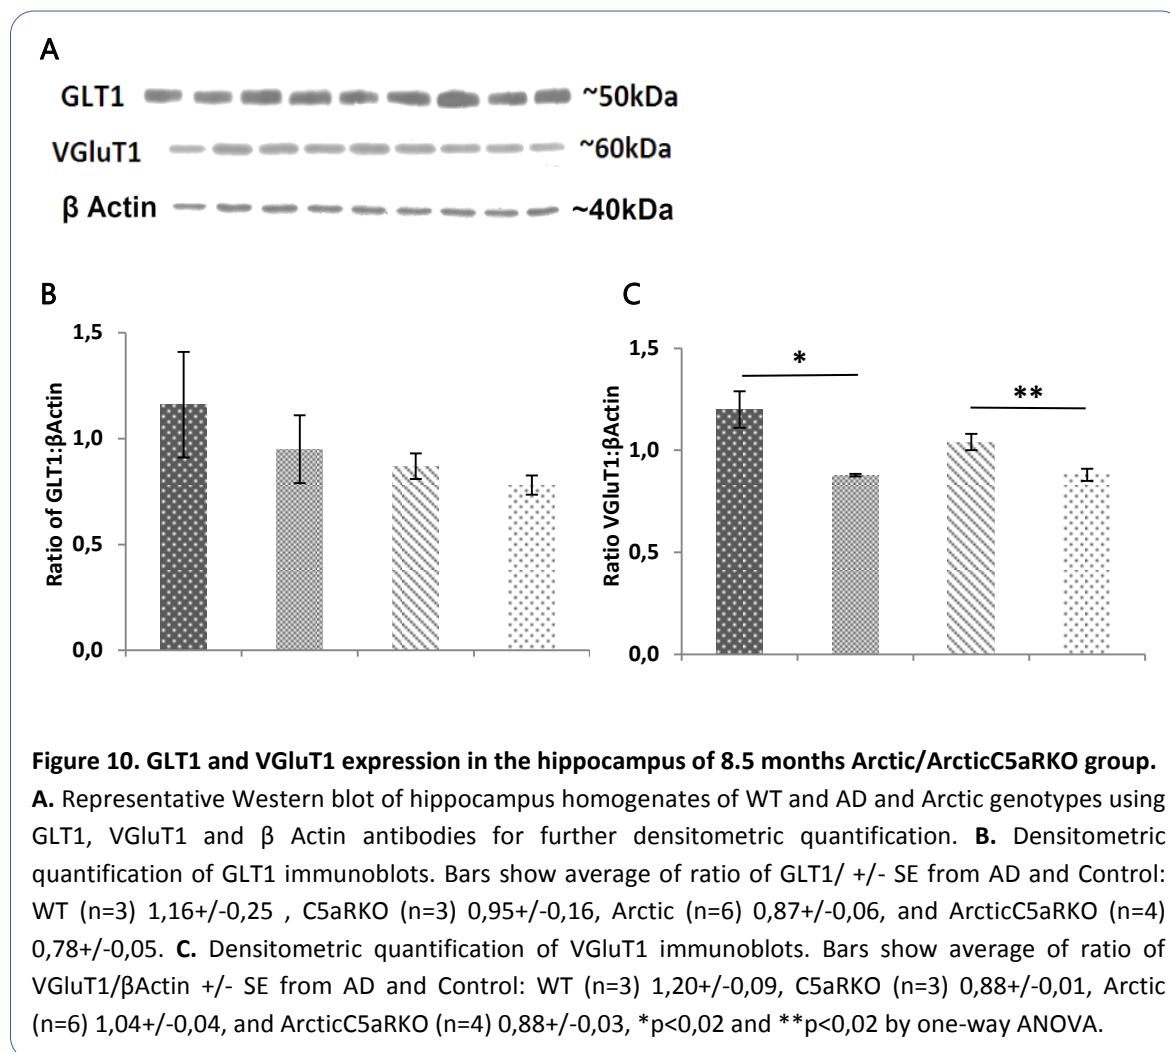 A
GLT1 ~50kDa
VGluT1 ~60kDa
β Actin ~40kDa
B
Ratio of GLT1:βActin
1,5
1,0
0,5
0,0
C
Ratio VGluT1:βActin
1,5
1,0
0,5
0,0
*
**
Figure 10. GLT1 and VGluT1 expression in the hippocampus of 8.5 months Arctic/ArcticC5aRKO group.
A. Representative Western blot of hippocampus homogenates of WT and AD and Arctic genotypes using
GLT1, VGluT1 and β Actin antibodies for further densitometric quantification. B. Densitometric
quantification of GLT1 immunoblots. Bars show average of ratio of GLT1/ +/- SE from AD and Control:
WT (n=3) 1,16+/-0,25 , C5aRKO (n=3) 0,95+/-0,16, Arctic (n=6) 0,87+/-0,06, and ArcticC5aRKO (n=4)
0,78+/-0,05. C. Densitometric quantification of VGluT1 immunoblots. Bars show average of ratio of
VGluT1/βActin +/- SE from AD and Control: WT (n=3) 1,20+/-0,09, C5aRKO (n=3) 0,88+/-0,01, Arctic
(n=6) 1,04+/-0,04, and ArcticC5aRKO (n=4) 0,88+/-0,03, *p<0,02 and **p<0,02 by one-way ANOVA.